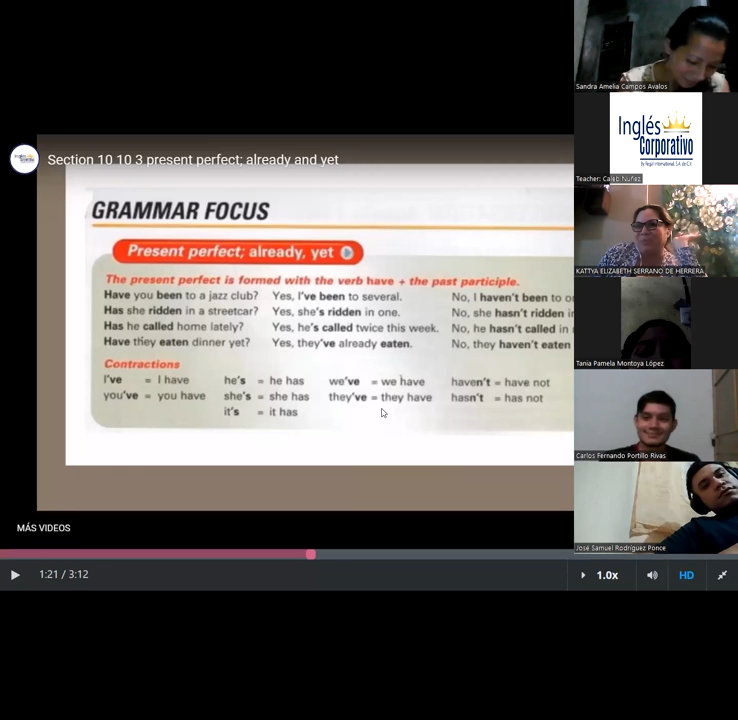 Section 10 10 3 present perfect; already and yet
GRAMMAR FOCUS
Present perfect; already, yet
The present perfect is formed with the verb have + the past participle.
Have you been to a jazz club? Yes, I've been to several. No, I haven't been to
Has she ridden in a streetcar? Yes, she's ridden in one. No, she hasn't ridden
Has he called home lately? Yes, he's called twice this week. No, he hasn't called in
Have they eaten dinner yet? Yes, they've already eaten. No, they haven't eaten
Contractions
I've = I have he's = he has we've = we have haven't = have not
you've = you have she's = she has they've = they have hasn't = has not
it's = it has
MÁS VIDEOS
1:21 / 3:12
1.0x
HD
Sandra Amelia Campos Avalos
Inglés
Corporativo
Teacher: Caleb Nuñez
KATTYA ELIZABETH SERRANO DE HERRERA
Tania Pamela Montoya López
Carlos Fernando Portillo Rivas
José Samuel Rodríguez Ponce